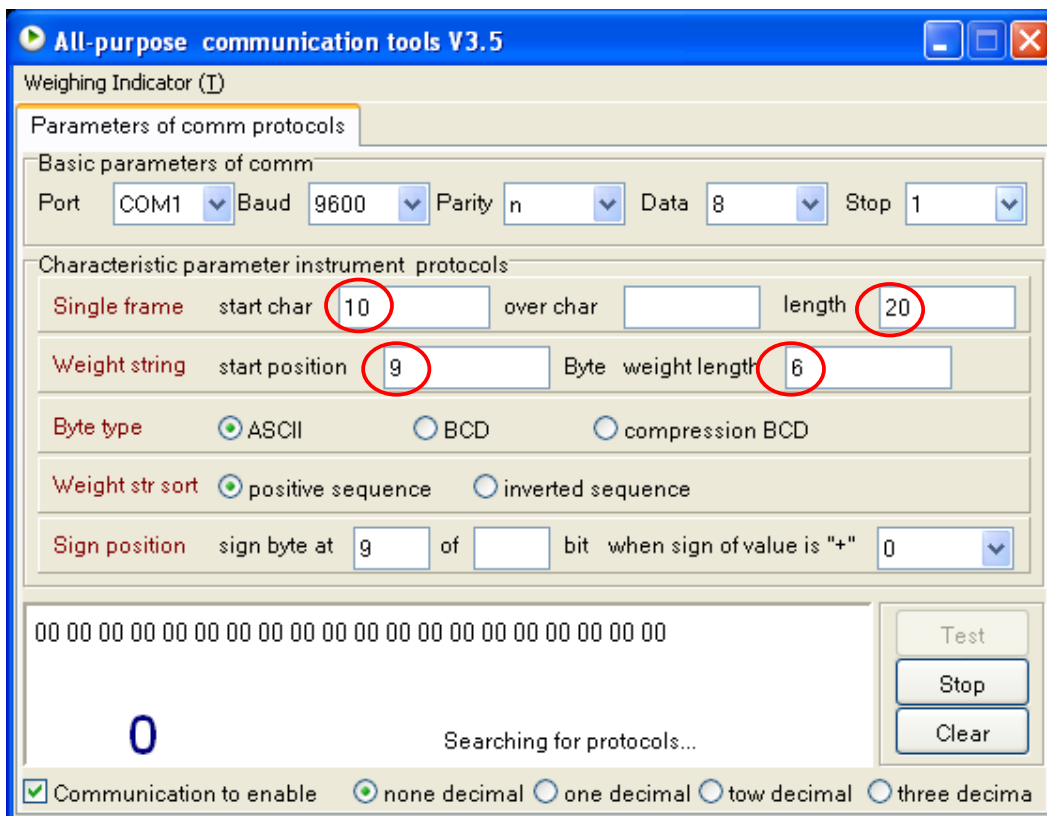 All-purpose communication tools V3.5
Weighing Indicator (T)
Parameters of comm protocols
Basic parameters of comm
Port COM1 Baud 9600 Parity n Data 8 Stop 1
Characteristic parameter instrument protocols
Single frame start char 10 over char length 20
Weight string start position 9 Byte weight length 6
Byte type ASCII BCD compression BCD
Weight str sort positive sequence inverted sequence
Sign position sign byte at 9 of bit when sign of value is "+" 0
00 00 00 00 00 00 00 00 00 00 00 00 00 00 00 00 00 00 00 00
Test
Stop
0 Searching for protocols... Clear
Communication to enable none decimal one decimal tow decimal three decima